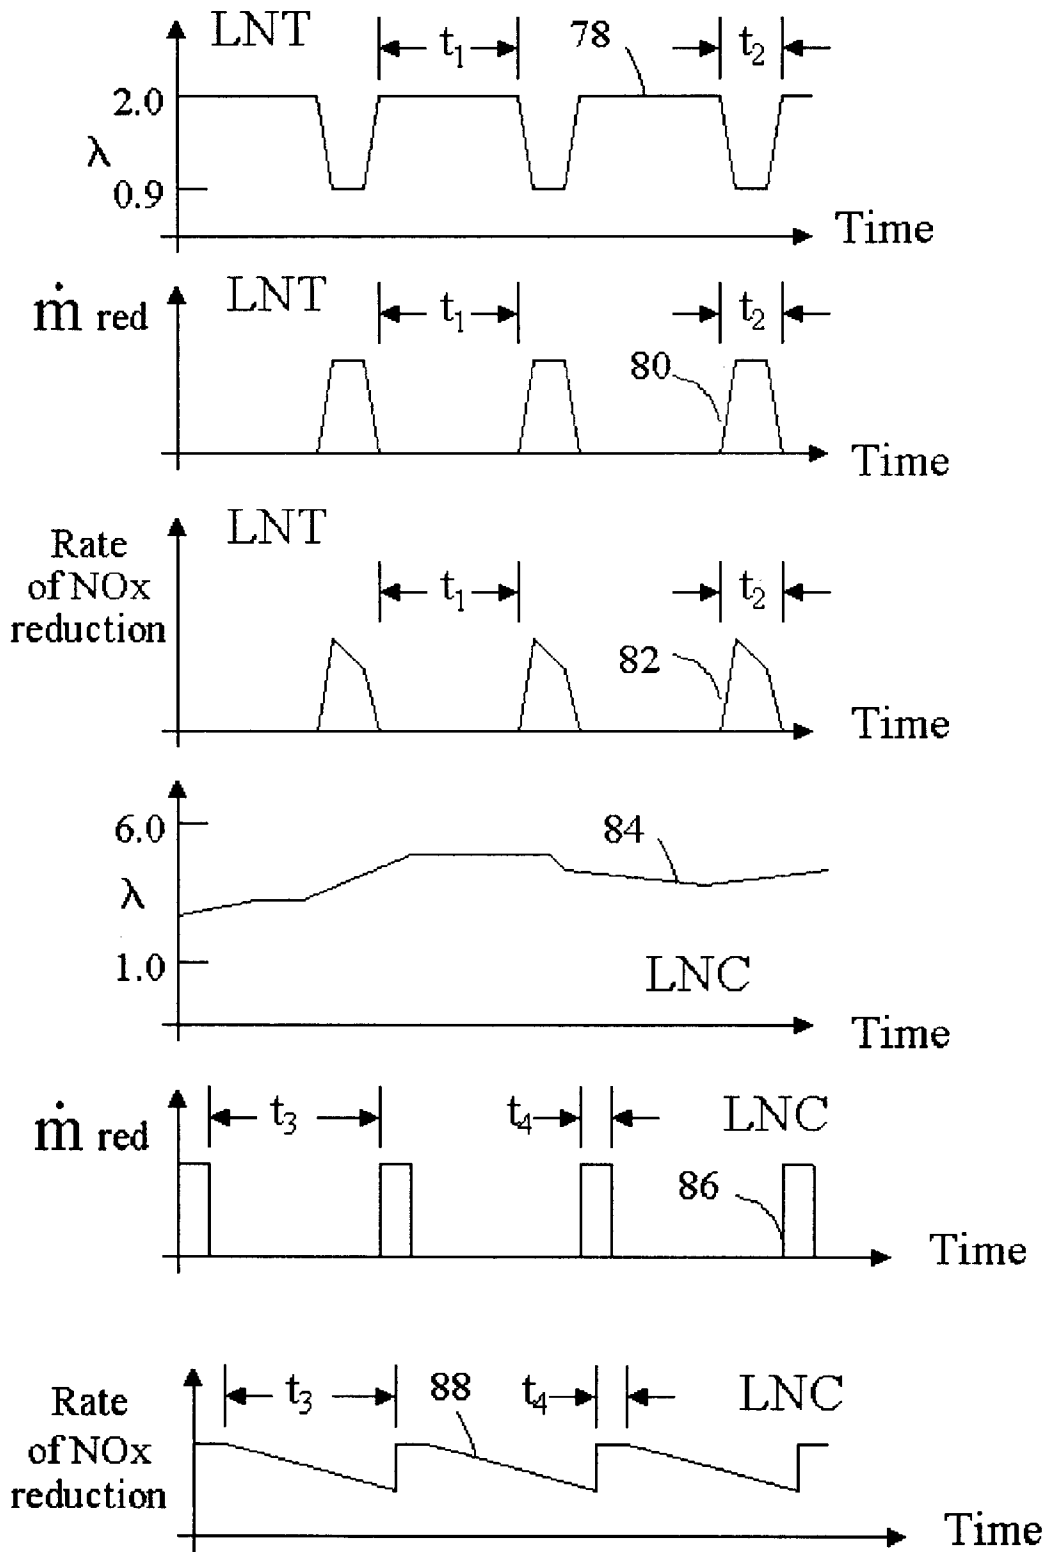 LNT
t₁
78
t₂
2.0
λ
0.9
Time
ṁ red
LNT
t₁
t₂
80
Time
Rate
of NOx
reduction
LNT
t₁
t₂
82
Time
6.0
84
λ
1.0
LNC
Time
ṁ red
t₃
t₄
LNC
86
Time
Rate
of NOx
reduction
t₃
88
t₄
LNC
Time